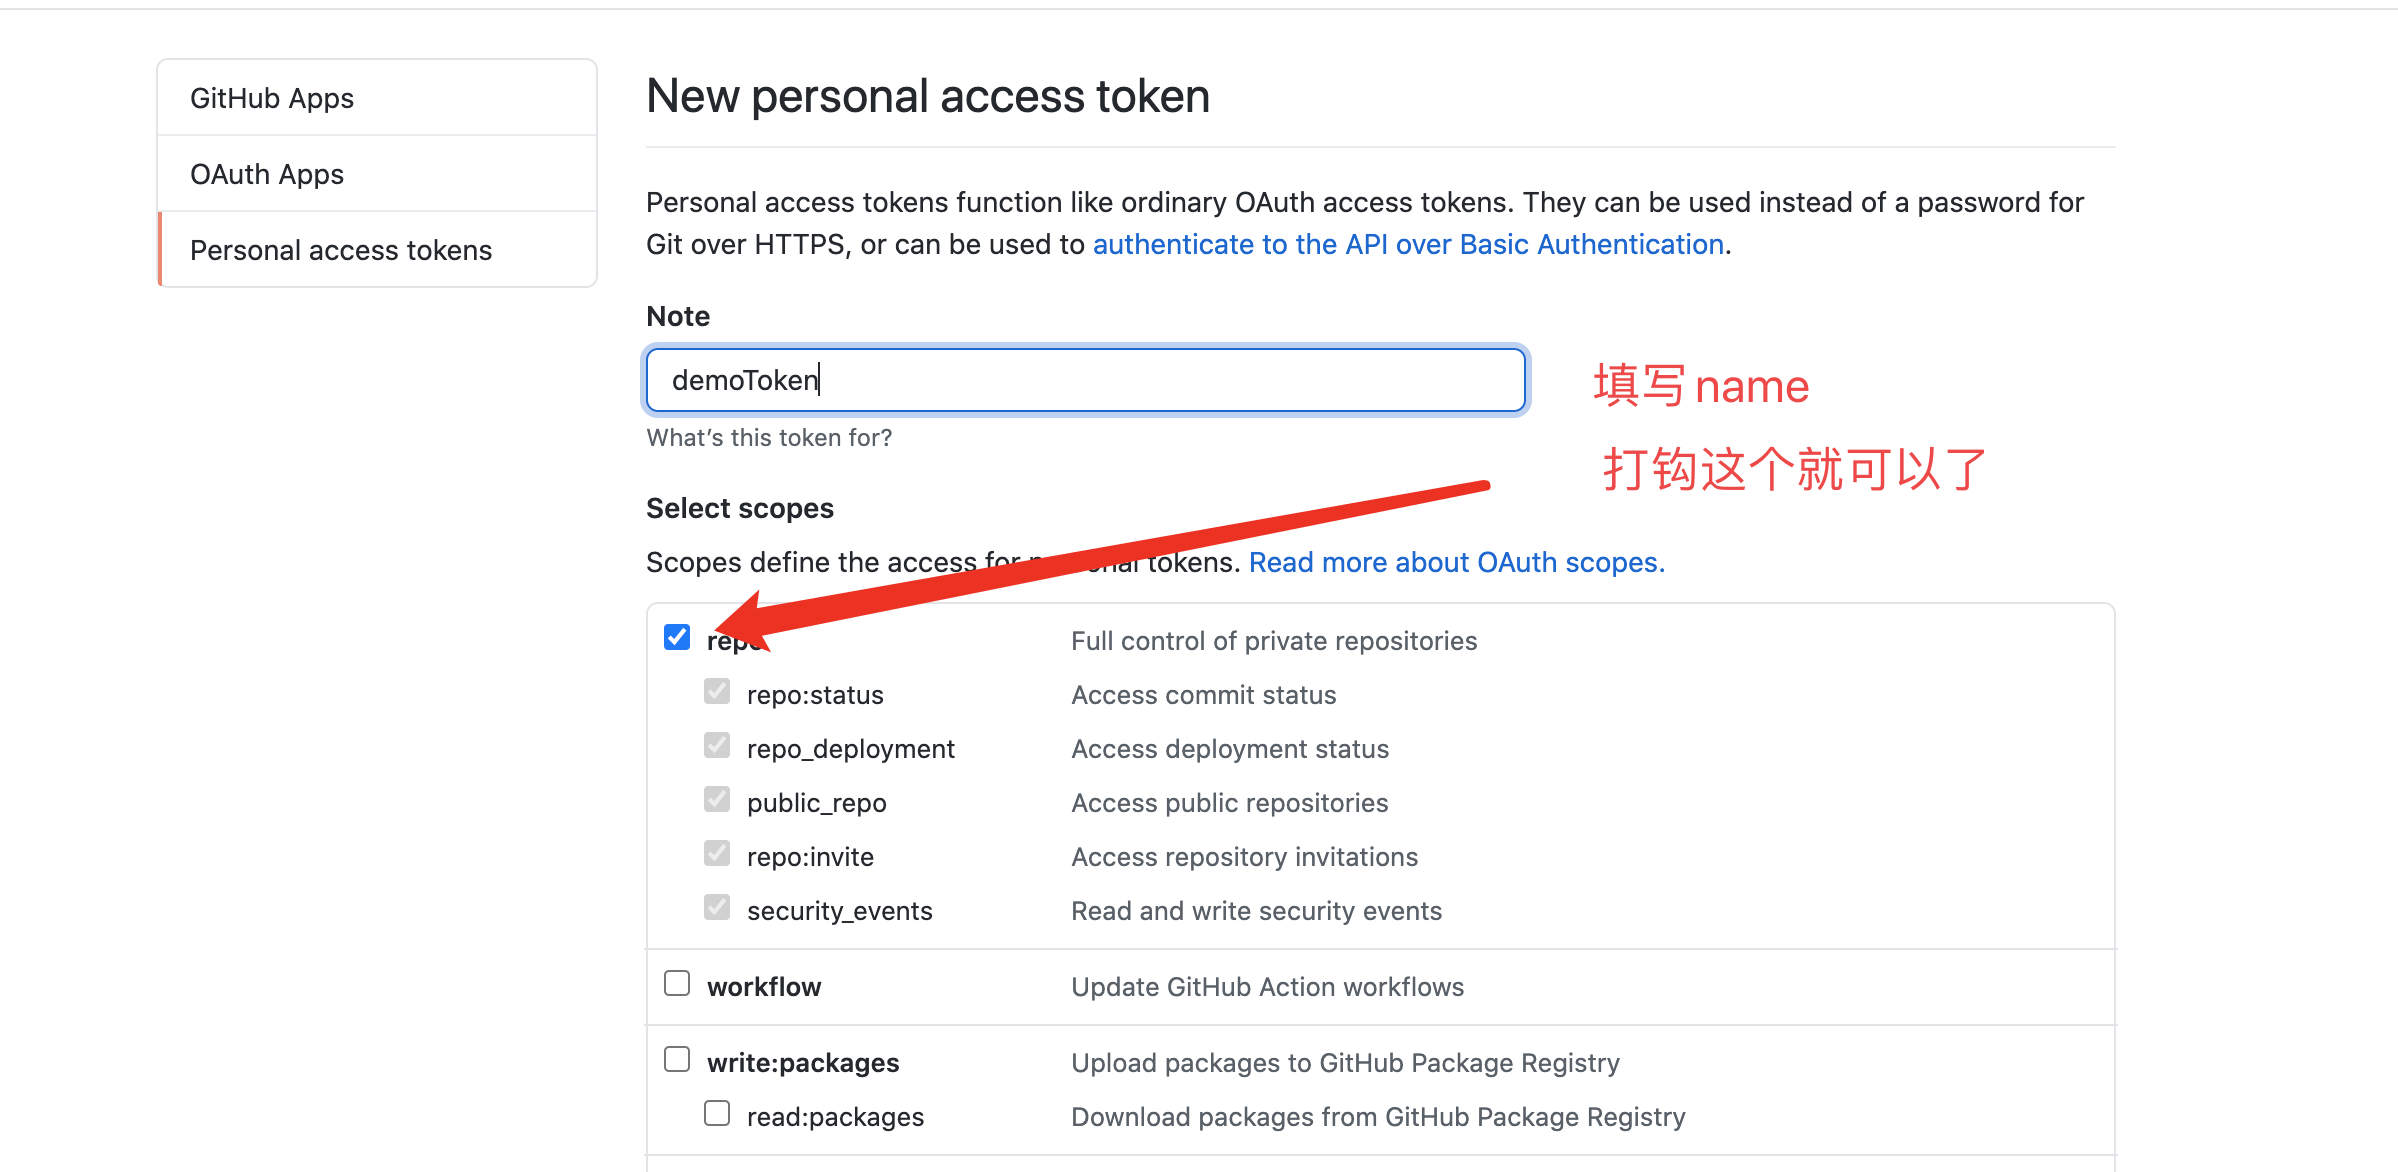 GitHub Apps
OAuth Apps
Personal access tokens
New personal access token
Personal access tokens function like ordinary OAuth access tokens. They can be used instead of a password for
Git over HTTPS, or can be used to authenticate to the API over Basic Authentication.
Note
demoToken
填写name
What's this token for?
打钩这个就可以了
Select scopes
Scopes define the access for personal tokens. Read more about OAuth scopes.
repo Full control of private repositories
repo:status Access commit status
repo_deployment Access deployment status
public_repo Access public repositories
repo:invite Access repository invitations
security_events Read and write security events
workflow Update GitHub Action workflows
write:packages Upload packages to GitHub Package Registry
read:packages Download packages from GitHub Package Registry